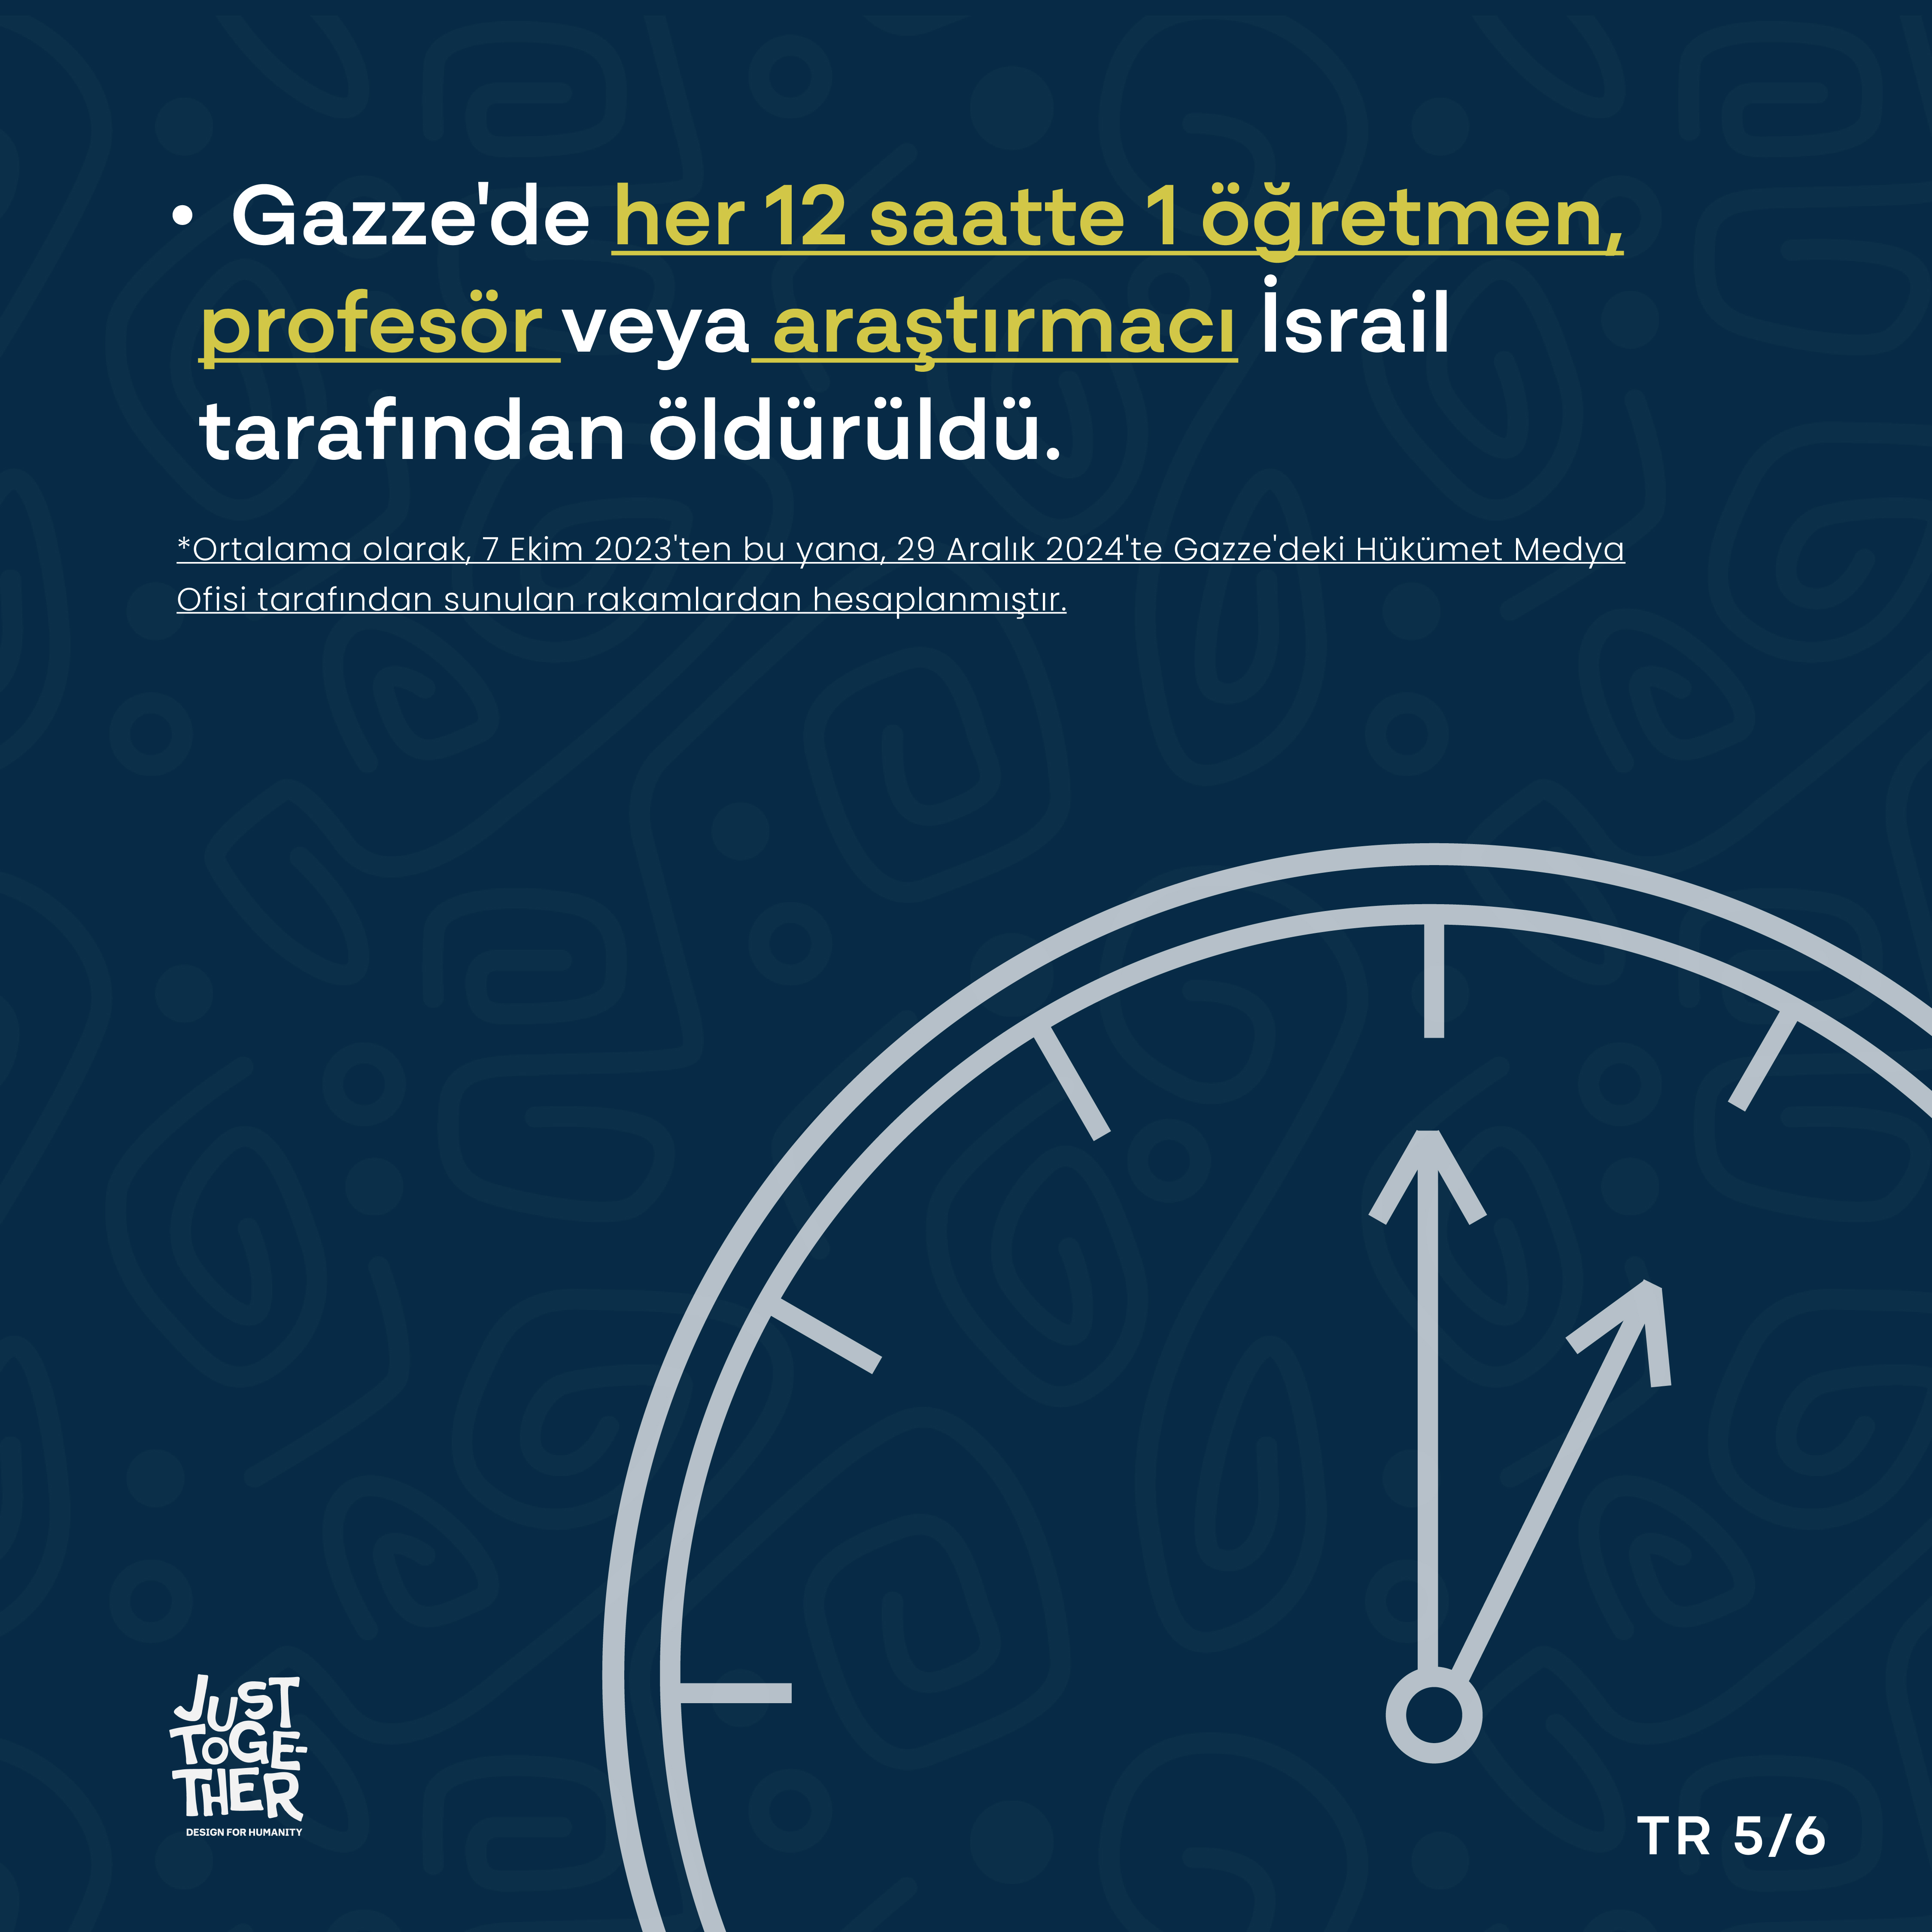 • Gazze'de her 12 saatte 1 öğretmen,
profesör veya araştırmacı İsrail
tarafından öldürüldü.
*Ortalama olarak, 7 Ekim 2023'ten bu yana, 29 Aralık 2024'te Gazze'deki Hükümet Medya
Ofisi tarafından sunulan rakamlardan hesaplanmıştır.
JUST
TOGE-
THER
DESIGN FOR HUMANITY
TR 5/6